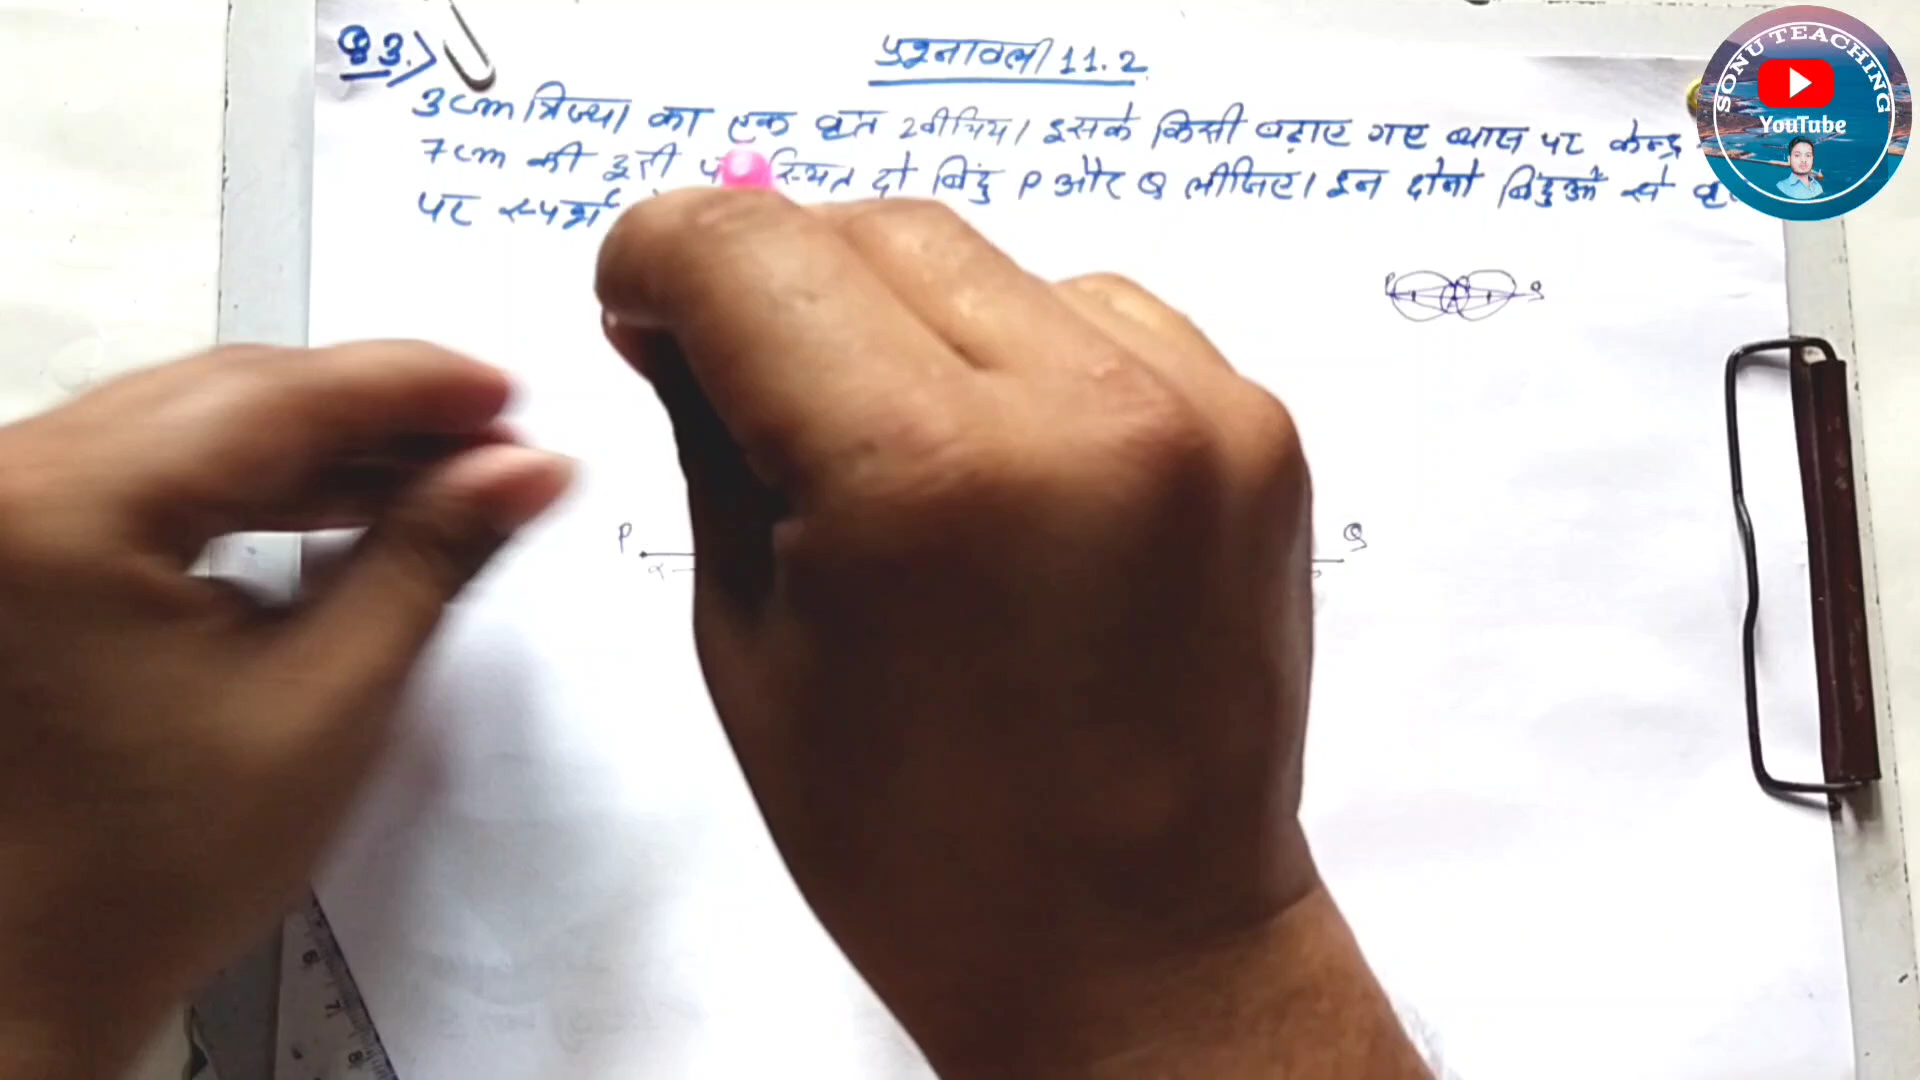 Q3.>
प्रश्नावली 11.2
3cm त्रिज्या का एक वृत खीचिय। इसके किसी बढ़ाए गए व्यास पर केन्द्र
7cm की दूरी स्थित दो बिंदु P और Q लीजिए। इन दोनो बिंदुओं से
पर स्पर्श
P Q
P Q
SONU TEACHING
YouTube